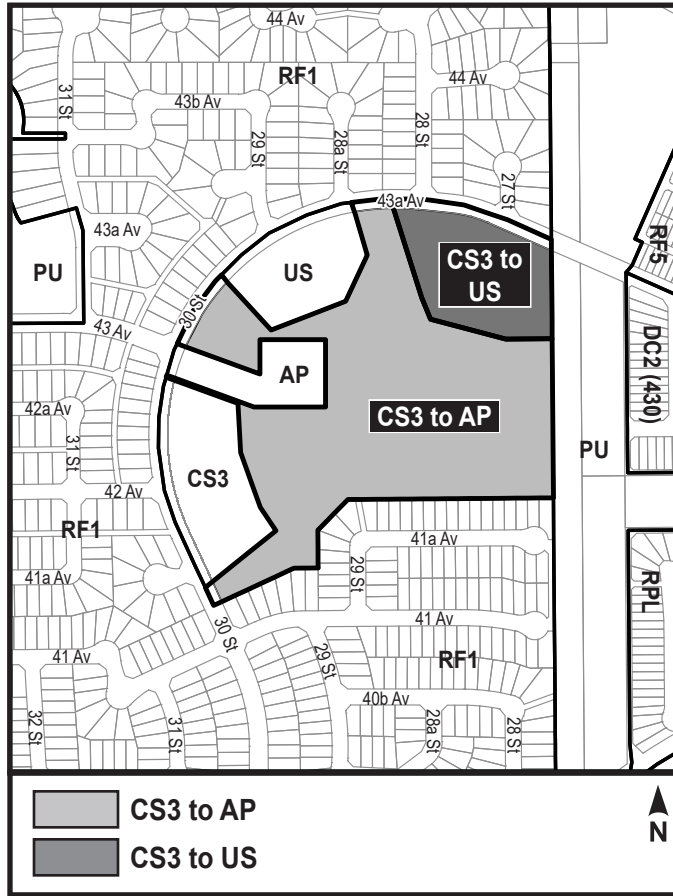 44 Av
RF1
31 St
44 Av
43b Av
29 St
28a St
28 St
27 St
43a Av
43a Av
RF5
PU
US
CS3 to
US
30 St
43 Av
AP
DC2 (430)
42a Av
CS3 to AP
31 St
PU
CS3
42 Av
RF1
41a Av
41a Av
29 St
RPL
30 St
41 Av
41 Av
29 St
RF1
40b Av
32 St
31 St
28a St
28 St
CS3 to AP
CS3 to US
N